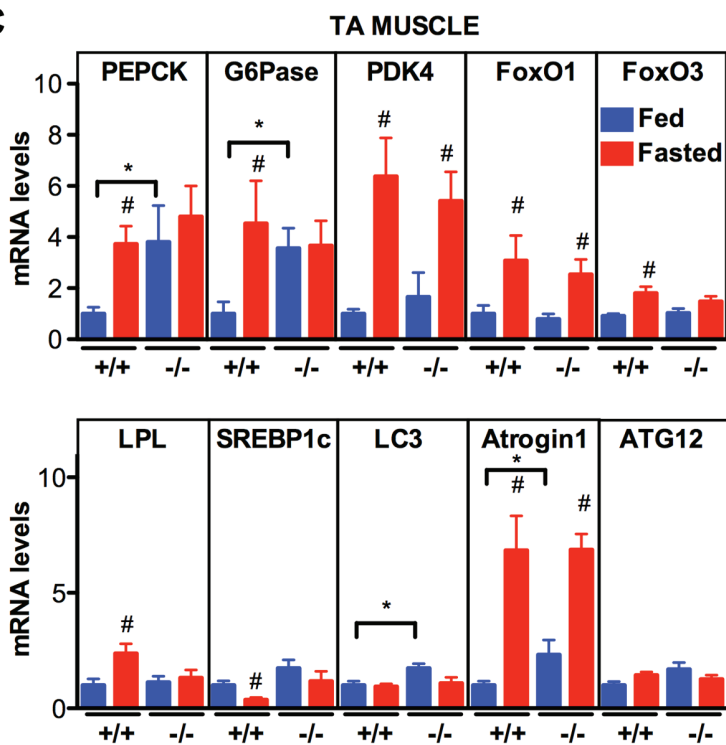 C
TA MUSCLE
PEPCK G6Pase PDK4 FoxO1 FoxO3
mRNA levels
10
8
6
4
2
0
* # * # # # # # #
Fed
Fasted
+/+ -/- +/+ -/- +/+ -/- +/+ -/- +/+ -/-
LPL SREBP1c LC3 Atrogin1 ATG12
mRNA levels
10
5
0
# # * * # #
+/+ -/- +/+ -/- +/+ -/- +/+ -/- +/+ -/-